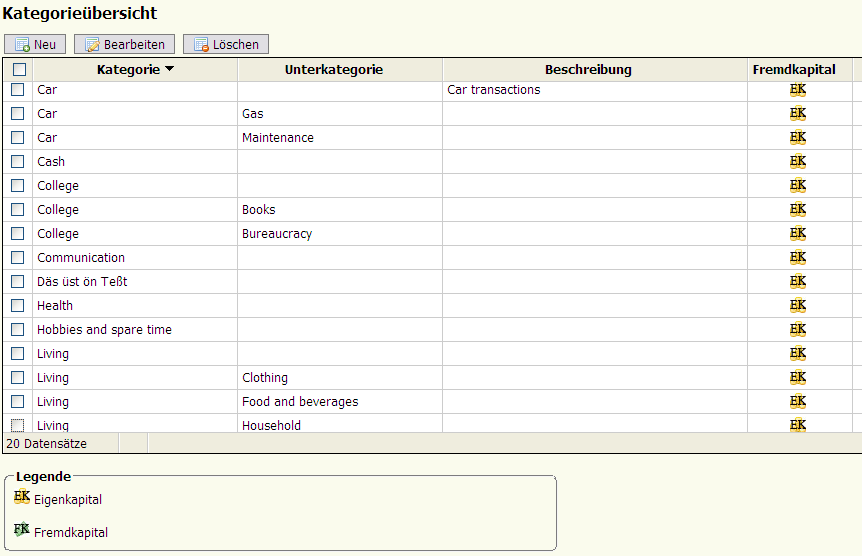 Kategorieübersicht
Neu Bearbeiten Löschen
Kategorie Unterkategorie Beschreibung Fremdkapital
Car Car transactions EK
Car Gas EK
Car Maintenance EK
Cash EK
College EK
College Books EK
College Bureaucracy EK
Communication EK
Däs üst ön Teßt EK
Health EK
Hobbies and spare time EK
Living EK
Living Clothing EK
Living Food and beverages EK
Living Household EK
20 Datensätze
Legende
EK Eigenkapital
FK Fremdkapital